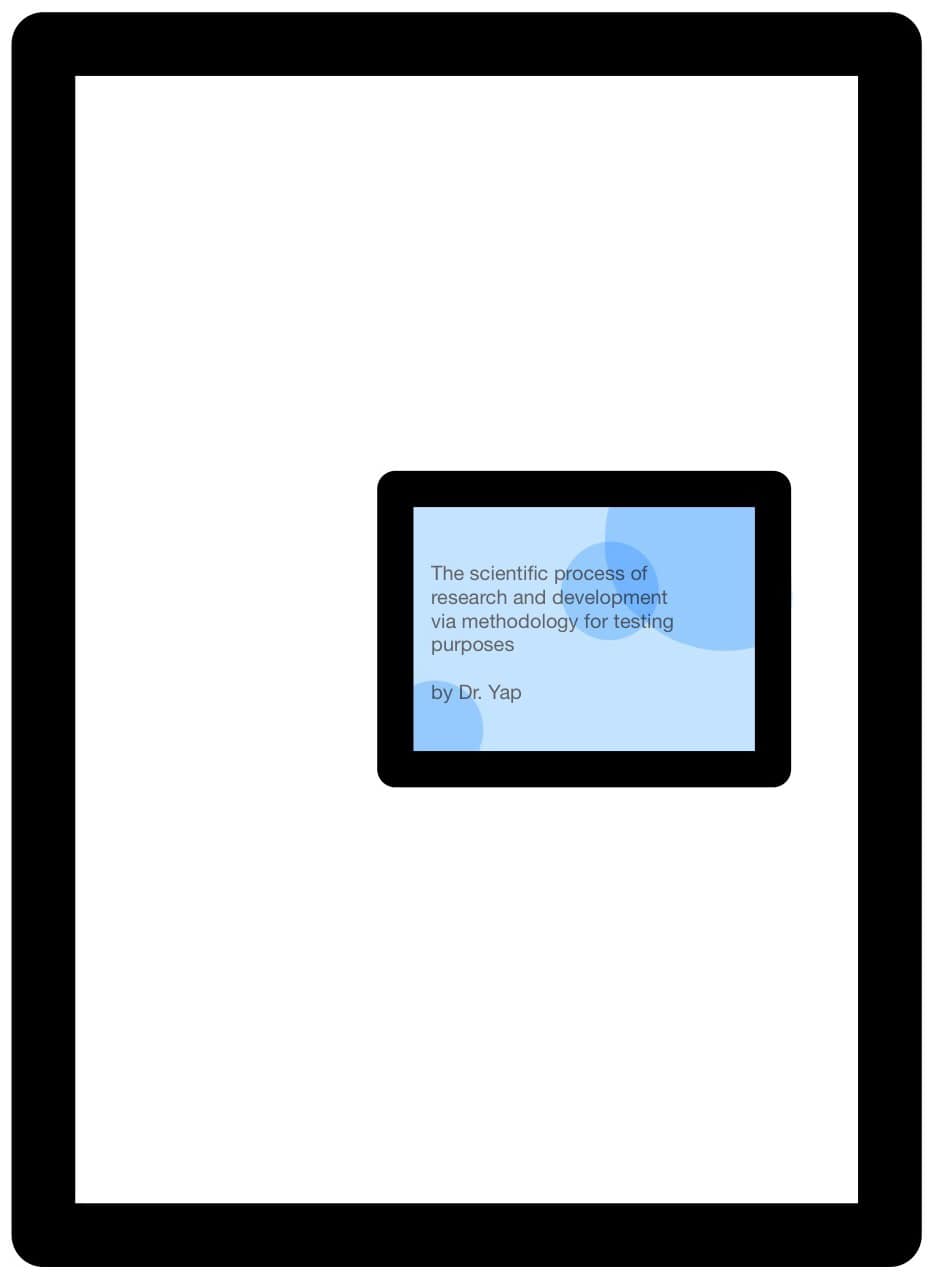 The scientific process of
research and development
via methodology for testing
purposes
by Dr. Yap